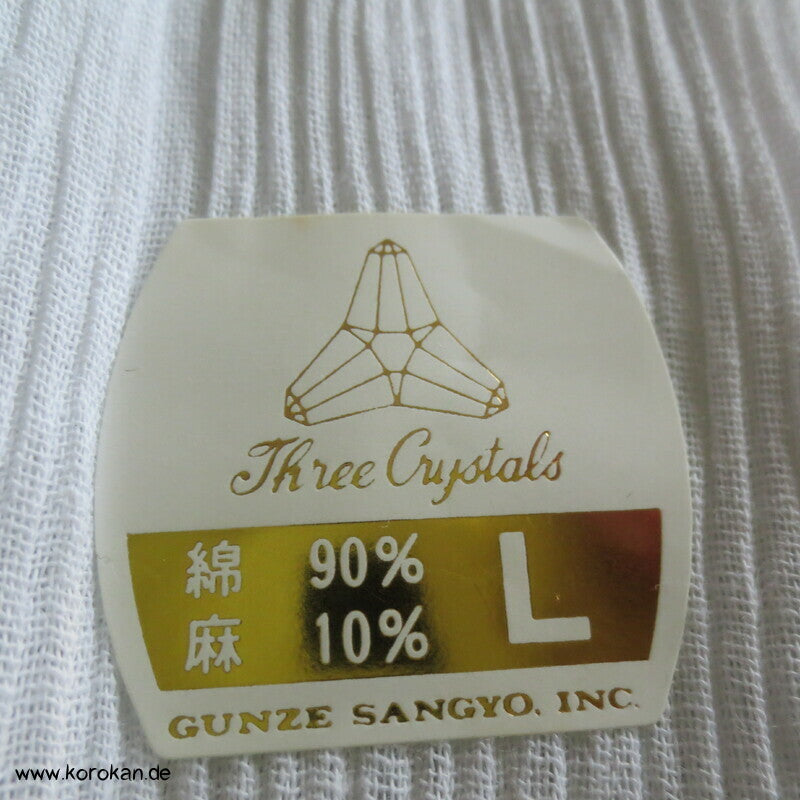 Three Crystals
綿 90% L
麻 10%
GUNZE SANGYO, INC.
www.korokan.de